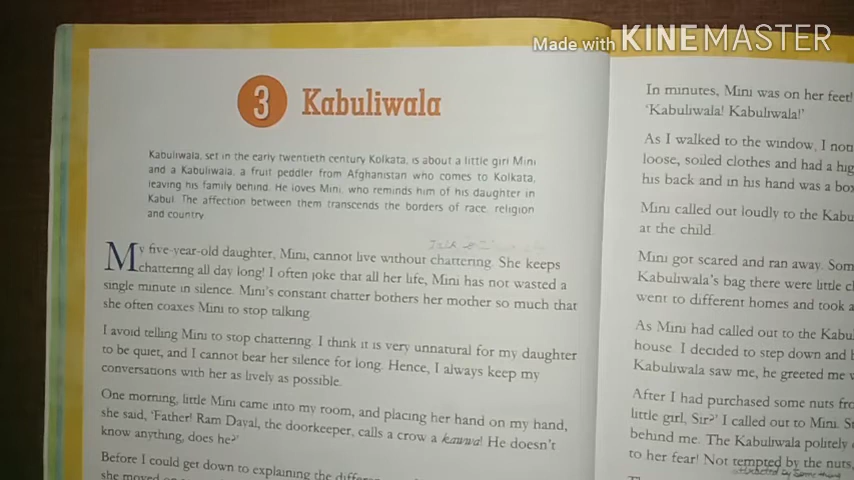 Made with KINEMASTER
3 Kabuliwala
Kabuliwala, set in the early twentieth century Kolkata, is about a little girl Mini
and a Kabuliwala, a fruit peddler from Afghanistan who comes to Kolkata,
leaving his family behind. He loves Mini, who reminds him of his daughter in
Kabul. The affection between them transcends the borders of race, religion
and country
My five-year-old daughter, Mini, cannot live without chattering. She keeps
chattering all day long! I often joke that all her life, Mini has not wasted a
single minute in silence. Mini's constant chatter bothers her mother so much that
she often coaxes Mini to stop talking.
I avoid telling Mini to stop chattering. I think it is very unnatural for my daughter
to be quiet, and I cannot bear her silence for long. Hence, I always keep my
conversations with her as lively as possible.
One morning, little Mini came into my room, and placing her hand on my hand,
she said, 'Father! Ram Dayal, the doorkeeper, calls a crow a kawwa! He doesn't
know anything, does he?'
Before I could get down to explaining the
she moved
In minutes, Mini was on her feet!
'Kabuliwala! Kabuliwala!'
As I walked to the window, I
loose, soiled clothes and had a
his back and in his hand was a
Mini called out loudly to the
at the child.
Mini got scared and ran away.
Kabuliwala's bag there were little
went to different homes and took a
As Mini had called out to the
house. I decided to step down and
Kabuliwala saw me, he greeted me
After I had purchased some nuts
little girl, Sir?' I called out to Mini.
behind me. The Kabuliwala politely
to her fear! Not tempted by the nuts,